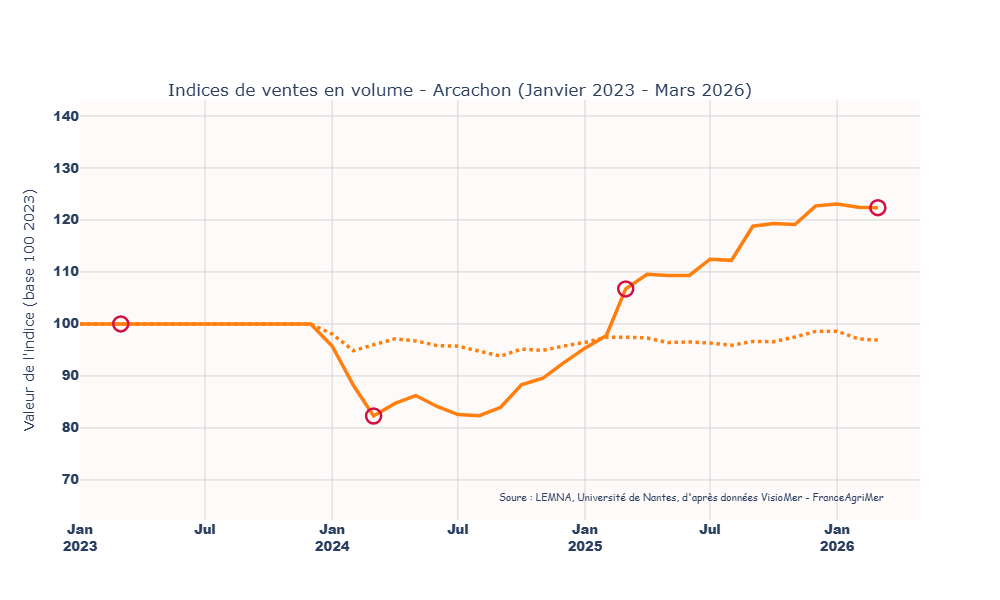 Indices de ventes en volume - Arcachon (Janvier 2023 - Mars 2026)
Valeur de l'indice (base 100 2023)
140
130
120
110
100
90
80
70
Soure : LEMNA, Université de Nantes, d'après données VisioMer - FranceAgriMer
Jan
2023
Jul
Jan
2024
Jul
Jan
2025
Jul
Jan
2026